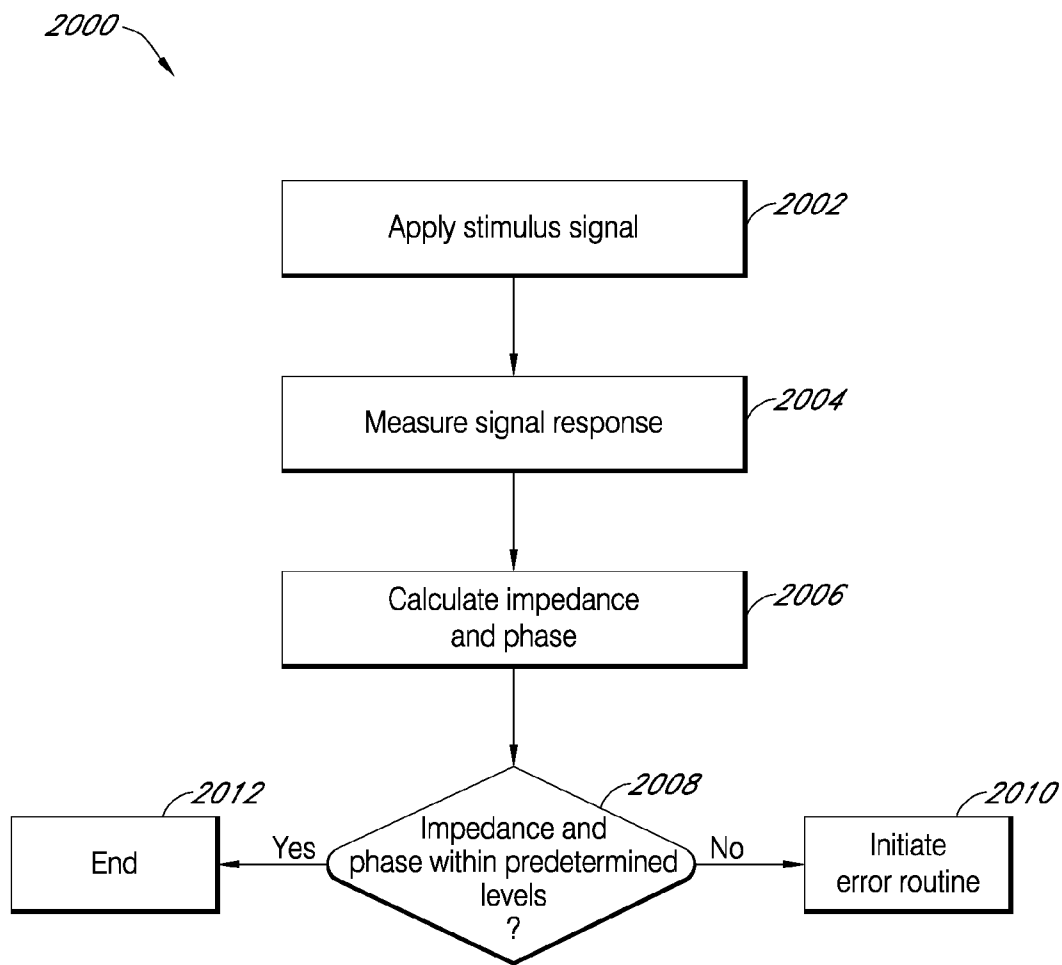 2000
Apply stimulus signal
2002
Measure signal response
2004
Calculate impedance
and phase
2006
2008
Impedance and
phase within predetermined
levels
?
Yes
2012
End
No
2010
Initiate
error routine